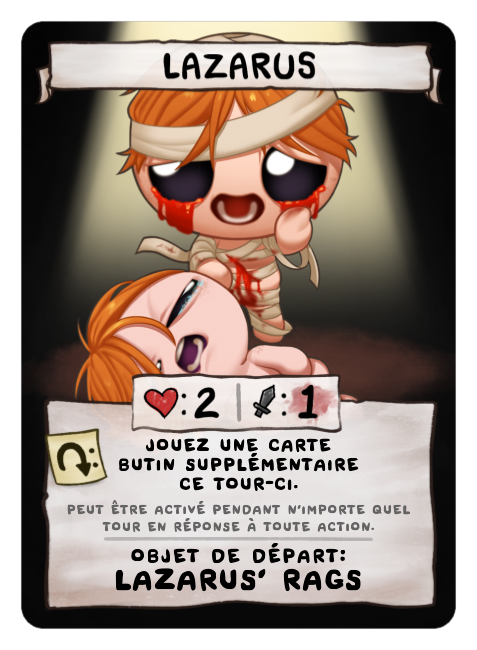 LAZARUS
:2 | :1
JOUEZ UNE CARTE
BUTIN SUPPLÉMENTAIRE
CE TOUR-CI.
PEUT ÊTRE ACTIVÉ PENDANT N'IMPORTE QUEL
TOUR EN RÉPONSE À TOUTE ACTION.
OBJET DE DÉPART:
LAZARUS' RAGS